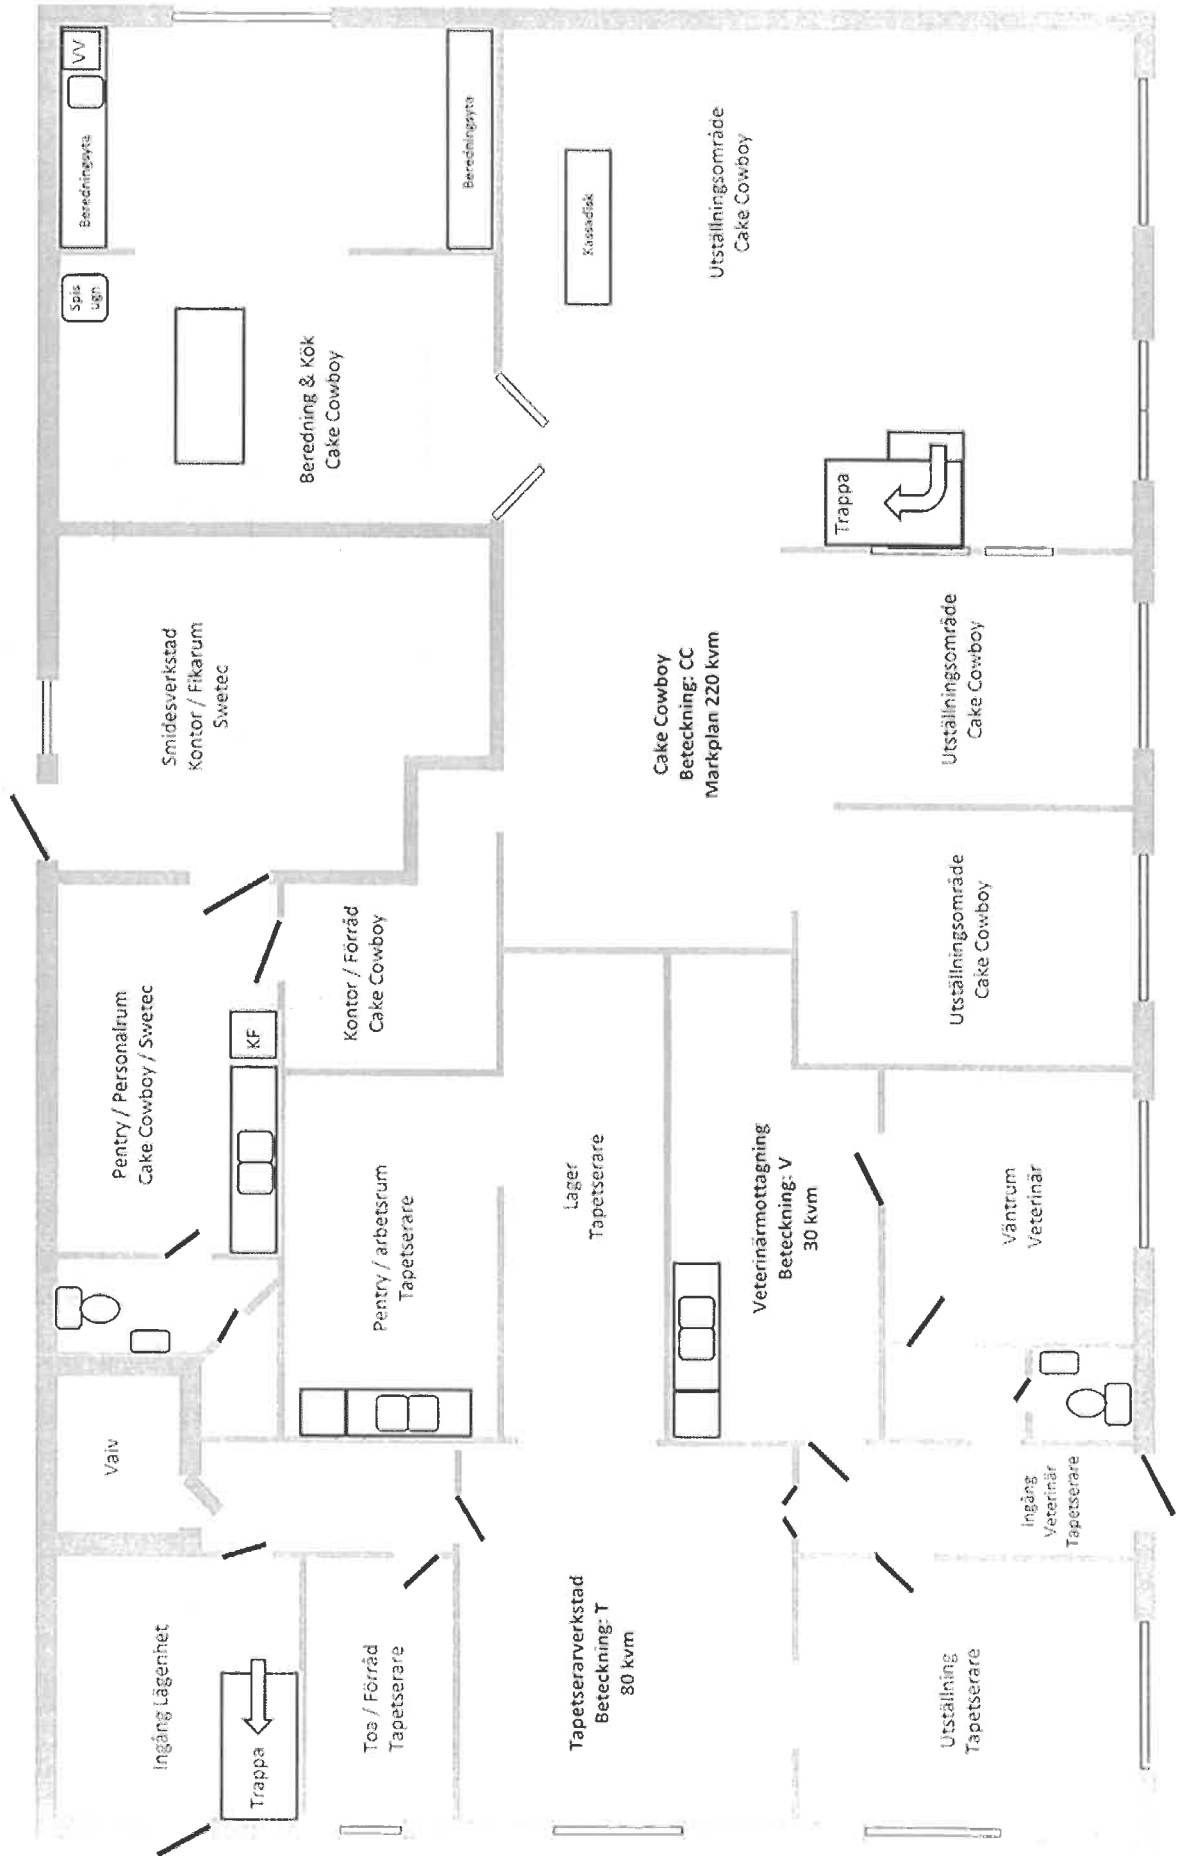 Ingång Lägenhet
Trappa
Toa / Förråd
Tapetserare
Tapetserarverkstad
Beteckning: T
80 kvm
Utställning
Tapetserare
Valv
Ingång
Veterinär
Tapetserare
Pentry / Personalrum
Cake Cowboy / Swetec
KF
Pentry / arbetsrum
Tapetserare
Lager
Tapetserare
Veterinärmottagning
Beteckning: V
30 kvm
Väntrum
Veterinär
Kontor / Förråd
Cake Cowboy
Utställningsområde
Cake Cowboy
Smidesverkstad
Kontor / Fikarum
Swetec
Cake Cowboy
Beteckning: CC
Markplan 220 kvm
Utställningsområde
Cake Cowboy
Spis
ugn
Beredning & Kök
Cake Cowboy
Trappa
Beredningsyta
VV
Beredningsyta
Kassadisk
Utställningsområde
Cake Cowboy